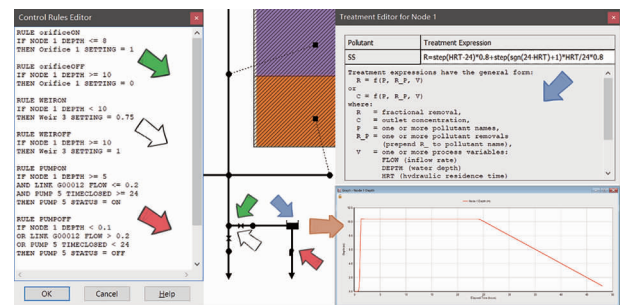 Control Rules Editor
RULE orificeON
IF NODE 1 DEPTH <= 8
THEN Orifice 1 SETTING = 1
RULE orificeOFF
IF NODE 1 DEPTH >= 10
THEN Orifice 1 SETTING = 0
RULE WEIRON
IF NODE 1 DEPTH < 10
THEN Weir 3 SETTING = 0.75
RULE WEIROFF
IF NODE 1 DEPTH >= 10
THEN Weir 3 SETTING = 1
RULE PUMPON
IF NODE 1 DEPTH >= 5
AND LINK G00012 FLOW <= 0.2
AND PUMP 5 TIMECLOSED >= 24
THEN PUMP 5 STATUS = ON
RULE PUMPOFF
IF NODE 1 DEPTH < 0.1
OR LINK G00012 FLOW > 0.2
OR PUMP 5 TIMECLOSED < 24
THEN PUMP 5 STATUS = OFF
OK Cancel Help
Treatment Editor for Node 1
Pollutant Treatment Expression
SS R=step(HRT-24)*0.8+step(sgn(24-HRT)+1)*HRT/24*0.8
Treatment expressions have the general form:
R = f(P, R_P, V)
or
C = f(P, R_P, V)
where:
R = fractional removal,
C = outlet concentration,
P = one or more pollutant names,
R_P = one or more pollutant removals
(prepend R_ to pollutant name),
V = one or more process variables:
FLOW (inflow rate)
DEPTH (water depth)
HRT (hydraulic residence time)